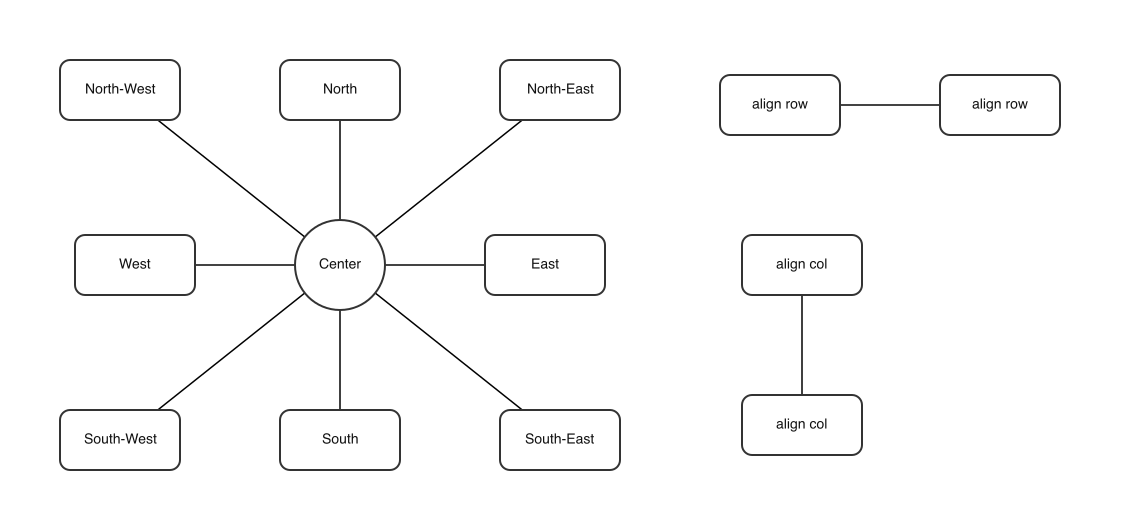 North-West
North
North-East
align row
align row
West
Center
East
align col
South-West
South
South-East
align col